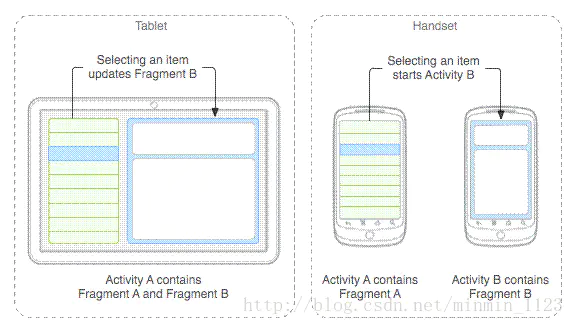 Tablet
Selecting an item
updates Fragment B
Activity A contains
Fragment A and Fragment B
Handset
Selecting an item
starts Activity B
Activity A contains
Fragment A
Activity B contains
Fragment B
http://blog.csdn.net/minmin_1123